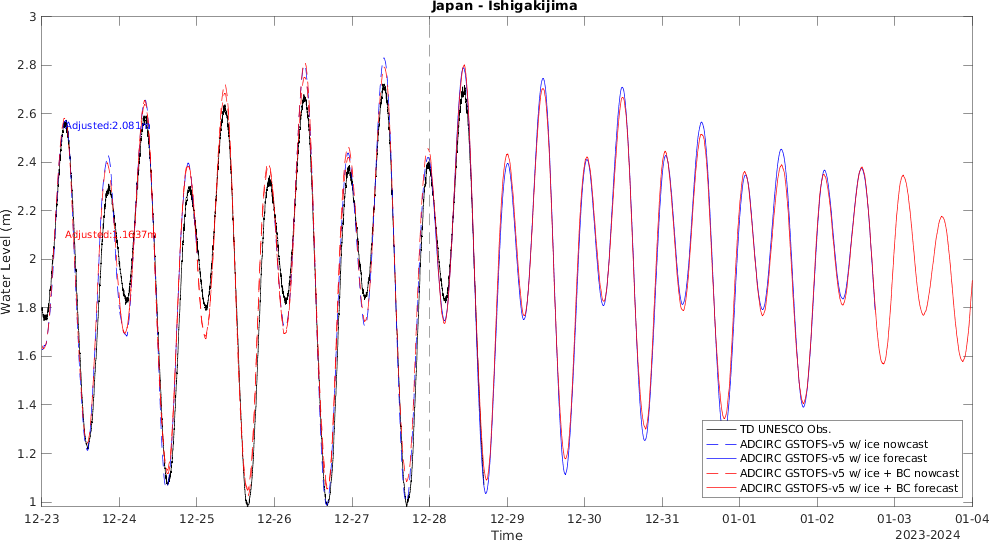 Japan - Ishigakijima
Water Level (m)
3
2.8
2.6
2.4
2.2
2
1.8
1.6
1.4
1.2
1
Adjusted:2.081
Adjusted:1.1637m
TD UNESCO Obs.
ADCIRC GSTOFS-v5 w/ ice nowcast
ADCIRC GSTOFS-v5 w/ ice forecast
ADCIRC GSTOFS-v5 w/ ice + BC nowcast
ADCIRC GSTOFS-v5 w/ ice + BC forecast
12-23 12-24 12-25 12-26 12-27 12-28 12-29 12-30 12-31 01-01 01-02 01-03 01-04
Time
2023-2024